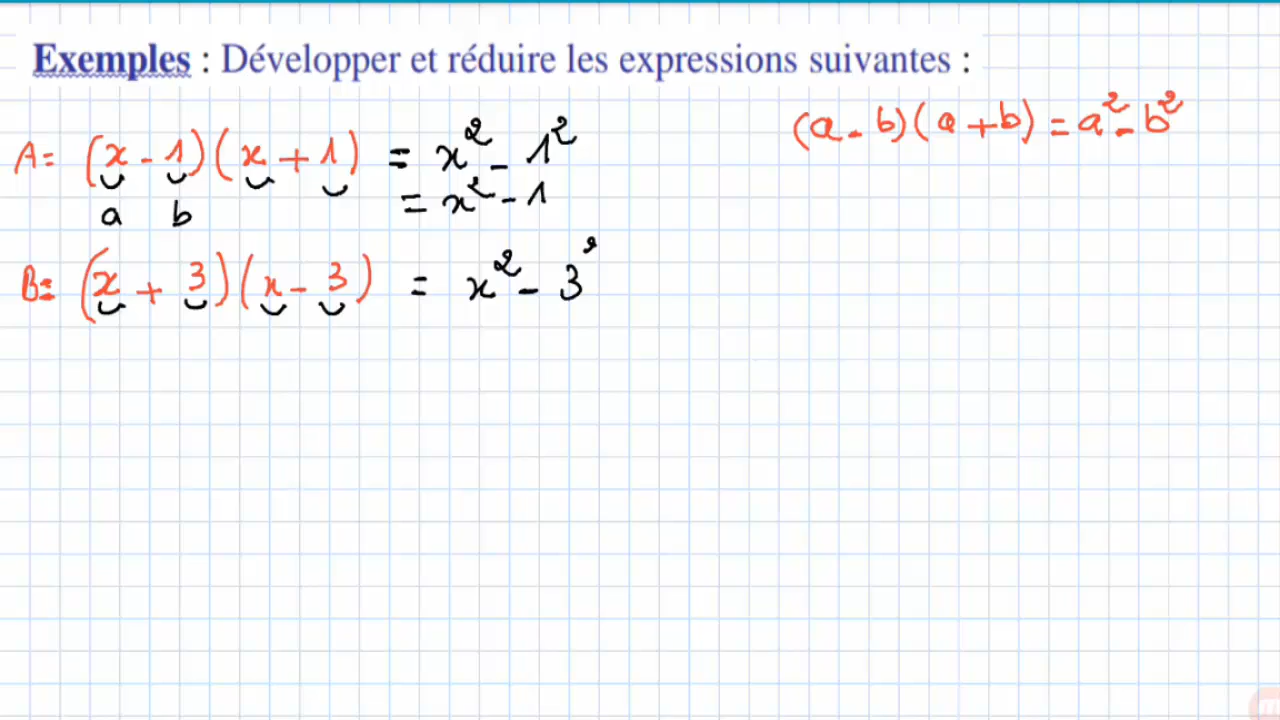 Exemples : Développer et réduire les expressions suivantes :
(a - b)(a + b) = a² - b²
A = (x - 1)(x + 1) = x² - 1²
a b = x² - 1
B = (x + 3)(x - 3) = x² - 3²